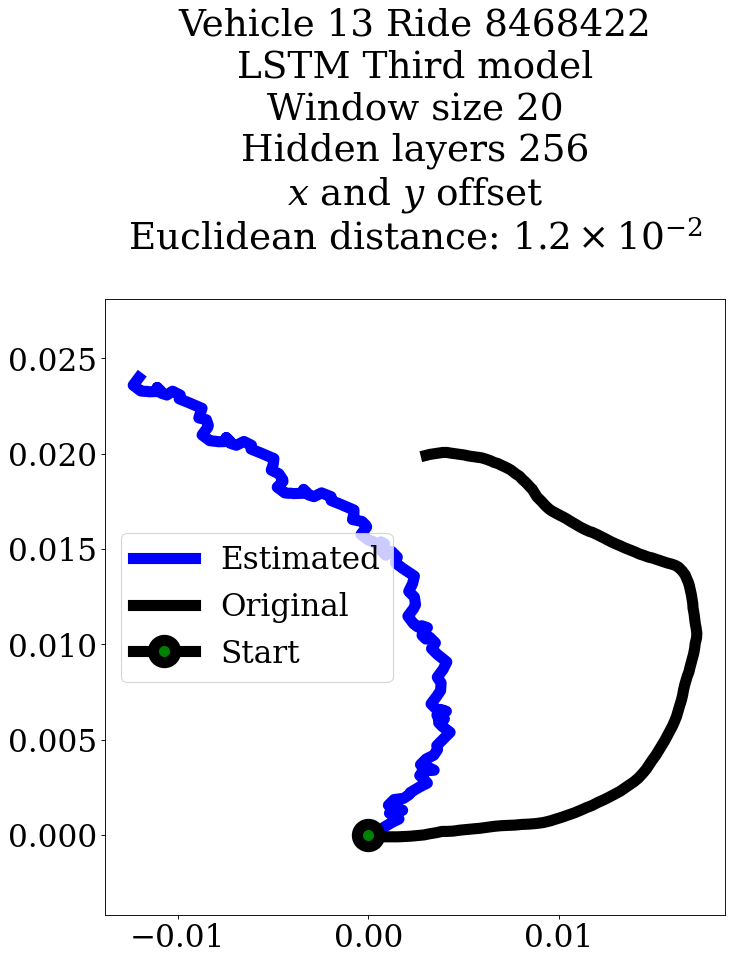 Vehicle 13 Ride 8468422
LSTM Third model
Window size 20
Hidden layers 256
x and y offset
Euclidean distance: 1.2 × 10⁻²
0.025
0.020
0.015
0.010
0.005
0.000
Estimated
Original
Start
−0.01 0.00 0.01